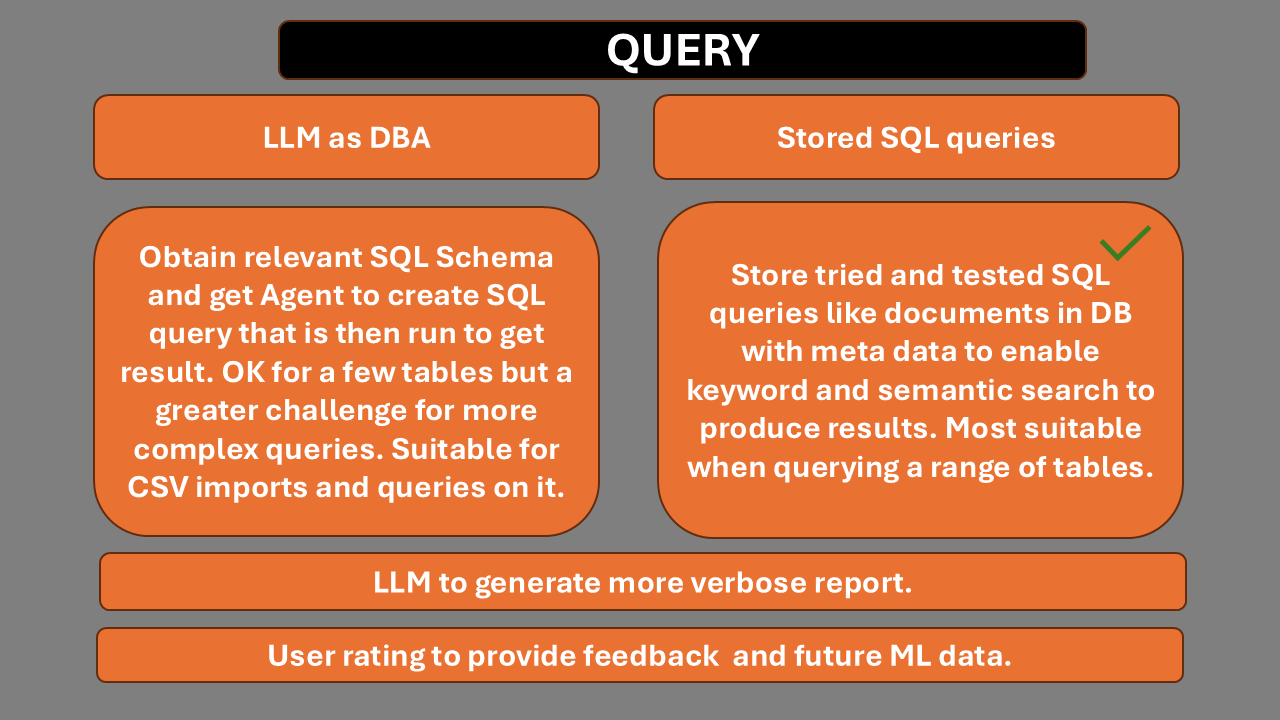 QUERY
LLM as DBA
Stored SQL queries
Obtain relevant SQL Schema
and get Agent to create SQL
query that is then run to get
result. OK for a few tables but a
greater challenge for more
complex queries. Suitable for
CSV imports and queries on it.
Store tried and tested SQL
queries like documents in DB
with meta data to enable
keyword and semantic search to
produce results. Most suitable
when querying a range of tables.
LLM to generate more verbose report.
User rating to provide feedback  and future ML data.